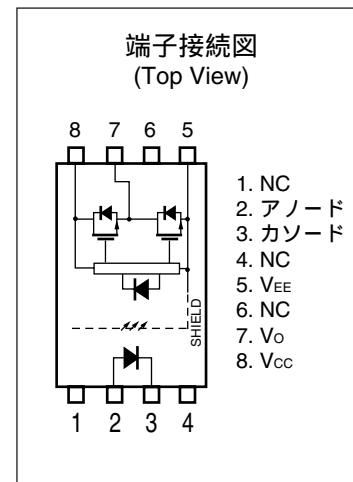 端子接続図
(Top View)
8 7 6 5
SHIELD
1 2 3 4
1. NC
2. アノード
3. カソード
4. NC
5. VEE
6. NC
7. VO
8. VCC